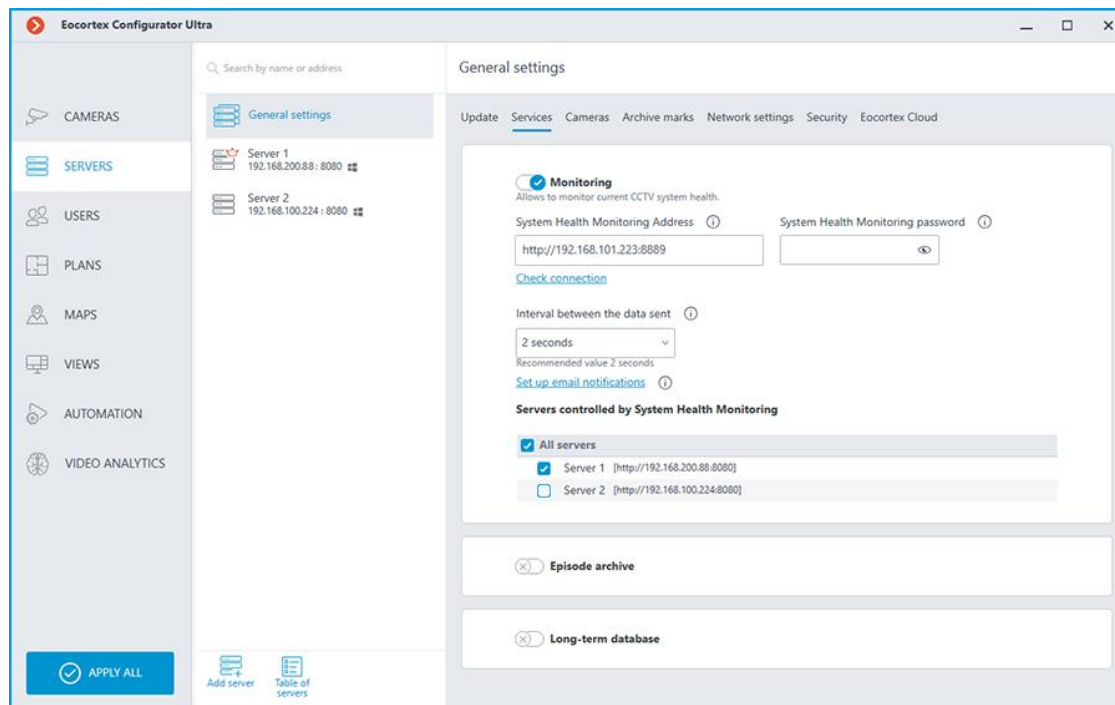 Eocortex Configurator Ultra
Search by name or address
General settings
CAMERAS
SERVERS
USERS
PLANS
MAPS
VIEWS
AUTOMATION
VIDEO ANALYTICS
APPLY ALL
General settings
Server 1
192.168.200.88 : 8080
Server 2
192.168.100.224 : 8080
Add server
Table of
servers
Update Services Cameras Archive marks Network settings Security Eocortex Cloud
Monitoring
Allows to monitor current CCTV system health.
System Health Monitoring Address System Health Monitoring password
http://192.168.101.223:8889
Check connection
Interval between the data sent
2 seconds
Recommended value 2 seconds
Set up email notifications
Servers controlled by System Health Monitoring
All servers
Server 1 [http://192.168.200.88:8080]
Server 2 [http://192.168.100.224:8080]
Episode archive
Long-term database